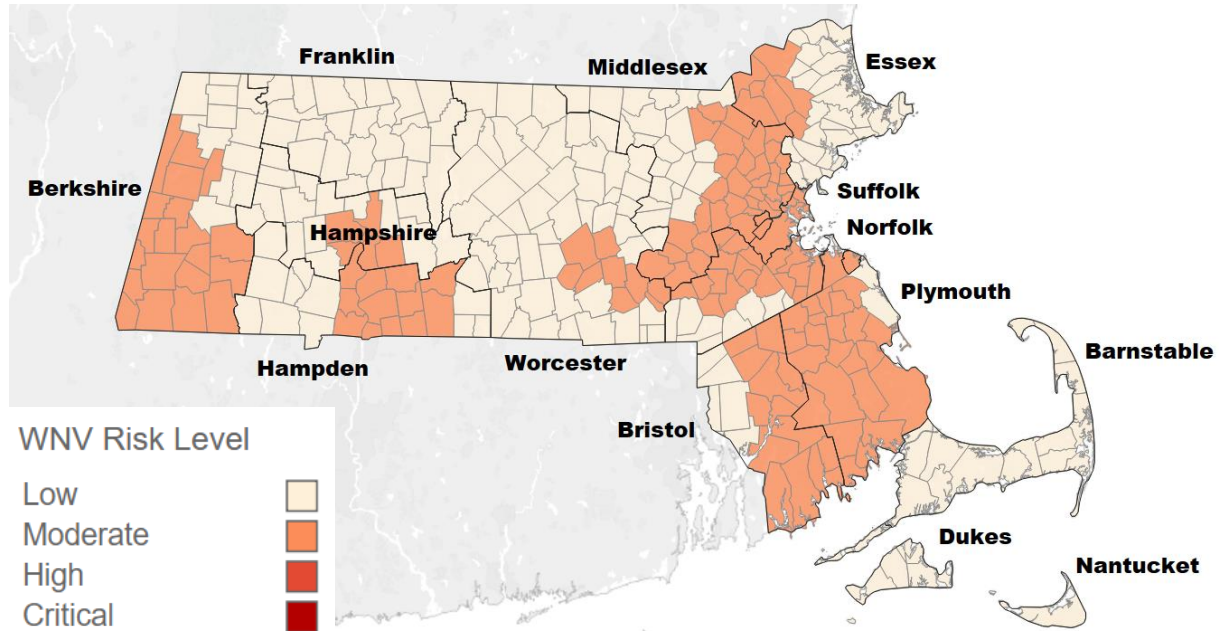 Franklin
Middlesex
Essex
Berkshire
Suffolk
Hampshire
Norfolk
Plymouth
Barnstable
Hampden
Worcester
Bristol
Dukes
Nantucket
WNV Risk Level
Low
Moderate
High
Critical